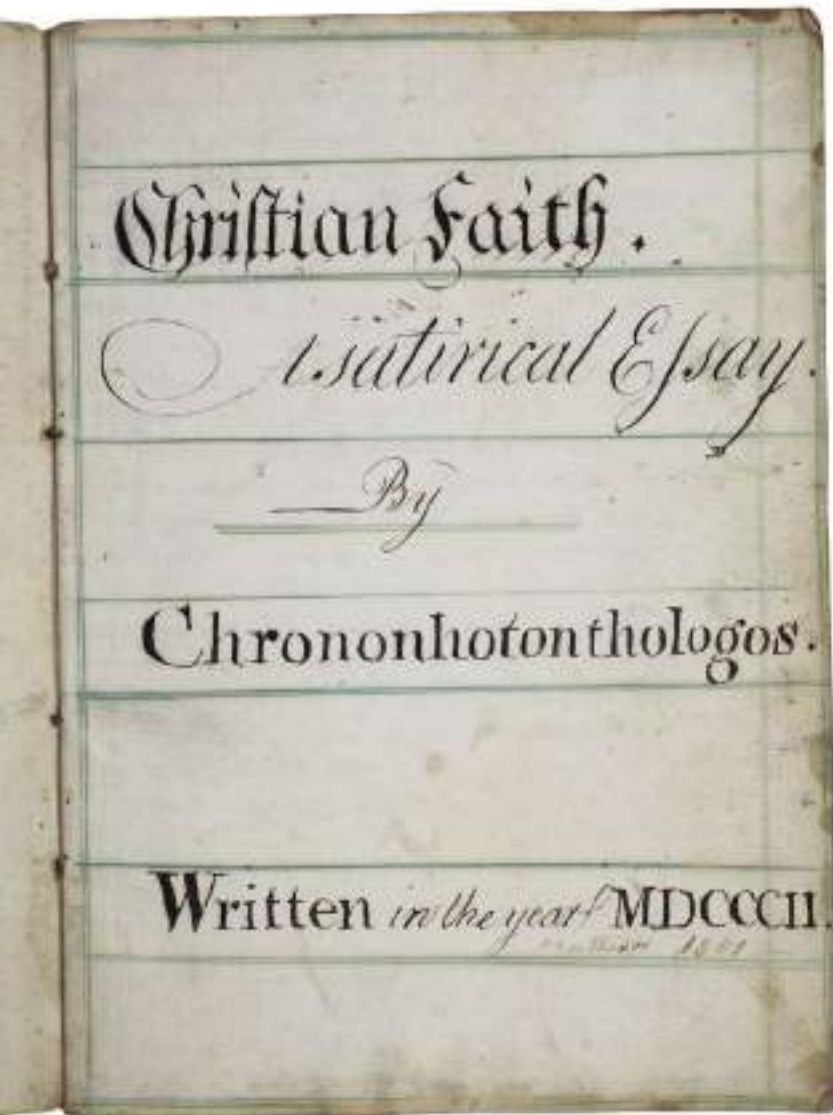 Chriſtian Faith.
A satirical Eſsay.
By
Chrononhotonthologos.
Written in the year MDCCCII.